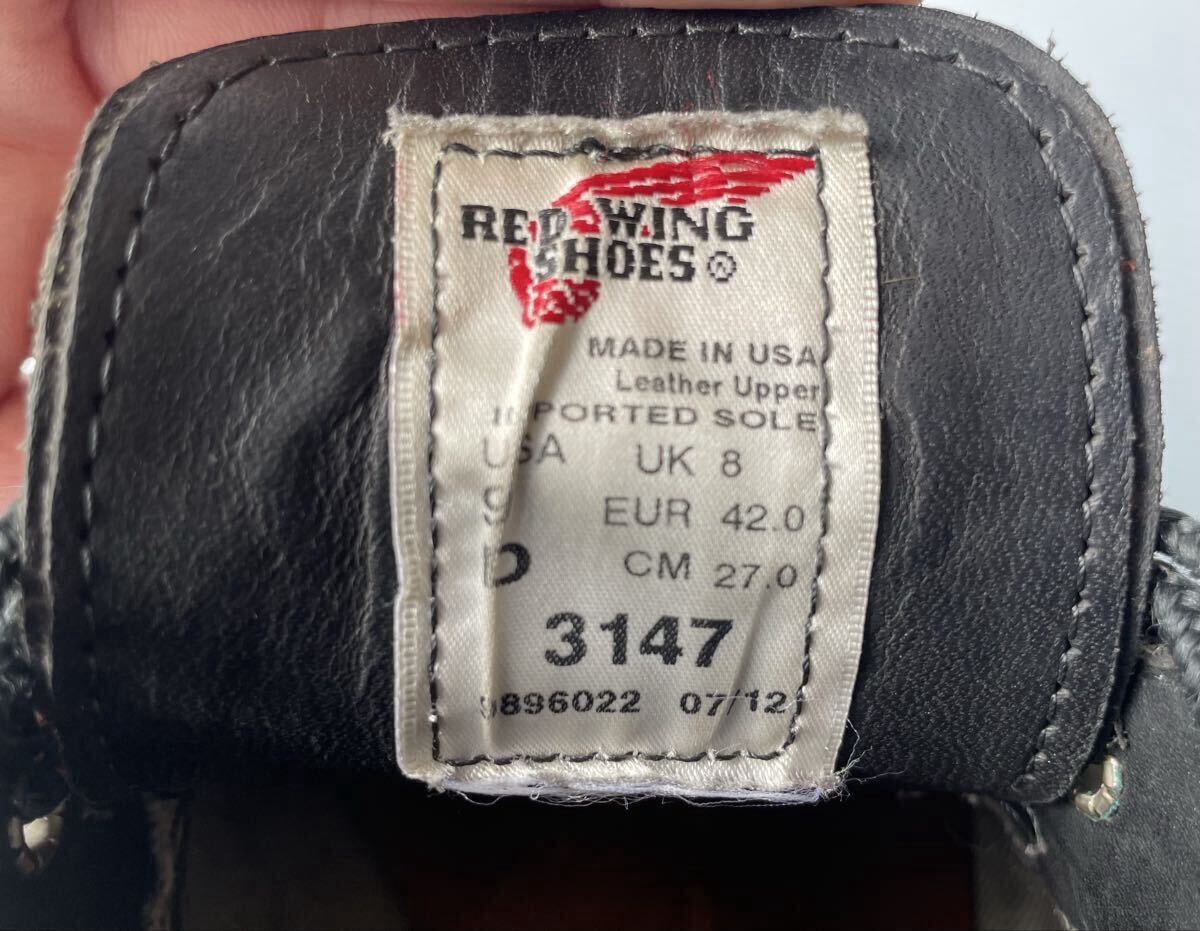 RED WING
SHOES®
MADE IN USA
Leather Upper
IMPORTED SOLE
USA UK 8
9 EUR 42.0
D CM 27.0
3147
9896022 07/12